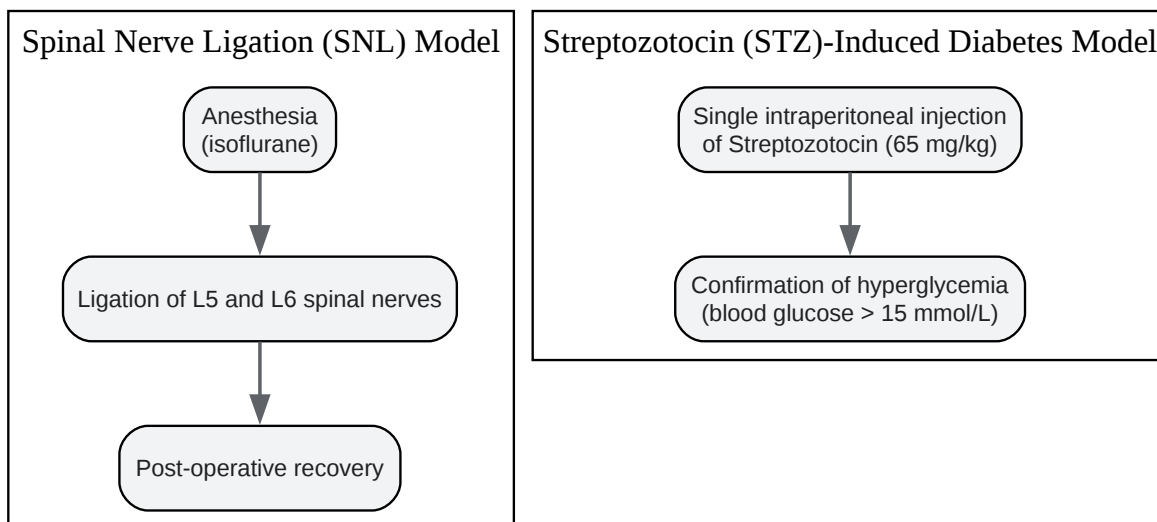 Spinal Nerve Ligation (SNL) Model
Anesthesia
(isoflurane)
Ligation of L5 and L6 spinal nerves
Post-operative recovery
Streptozotocin (STZ)-Induced Diabetes Model
Single intraperitoneal injection
of Streptozotocin (65 mg/kg)
Confirmation of hyperglycemia
(blood glucose > 15 mmol/L)